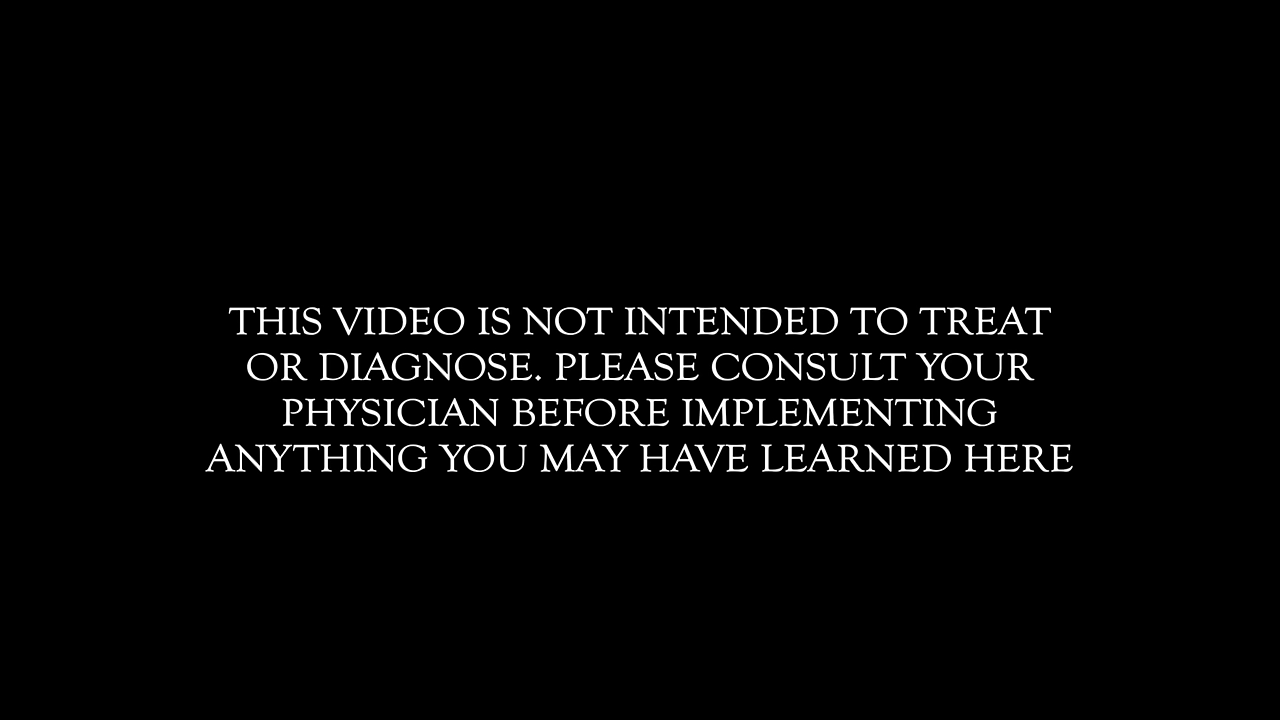 THIS VIDEO IS NOT INTENDED TO TREAT
OR DIAGNOSE. PLEASE CONSULT YOUR
PHYSICIAN BEFORE IMPLEMENTING
ANYTHING YOU MAY HAVE LEARNED HERE